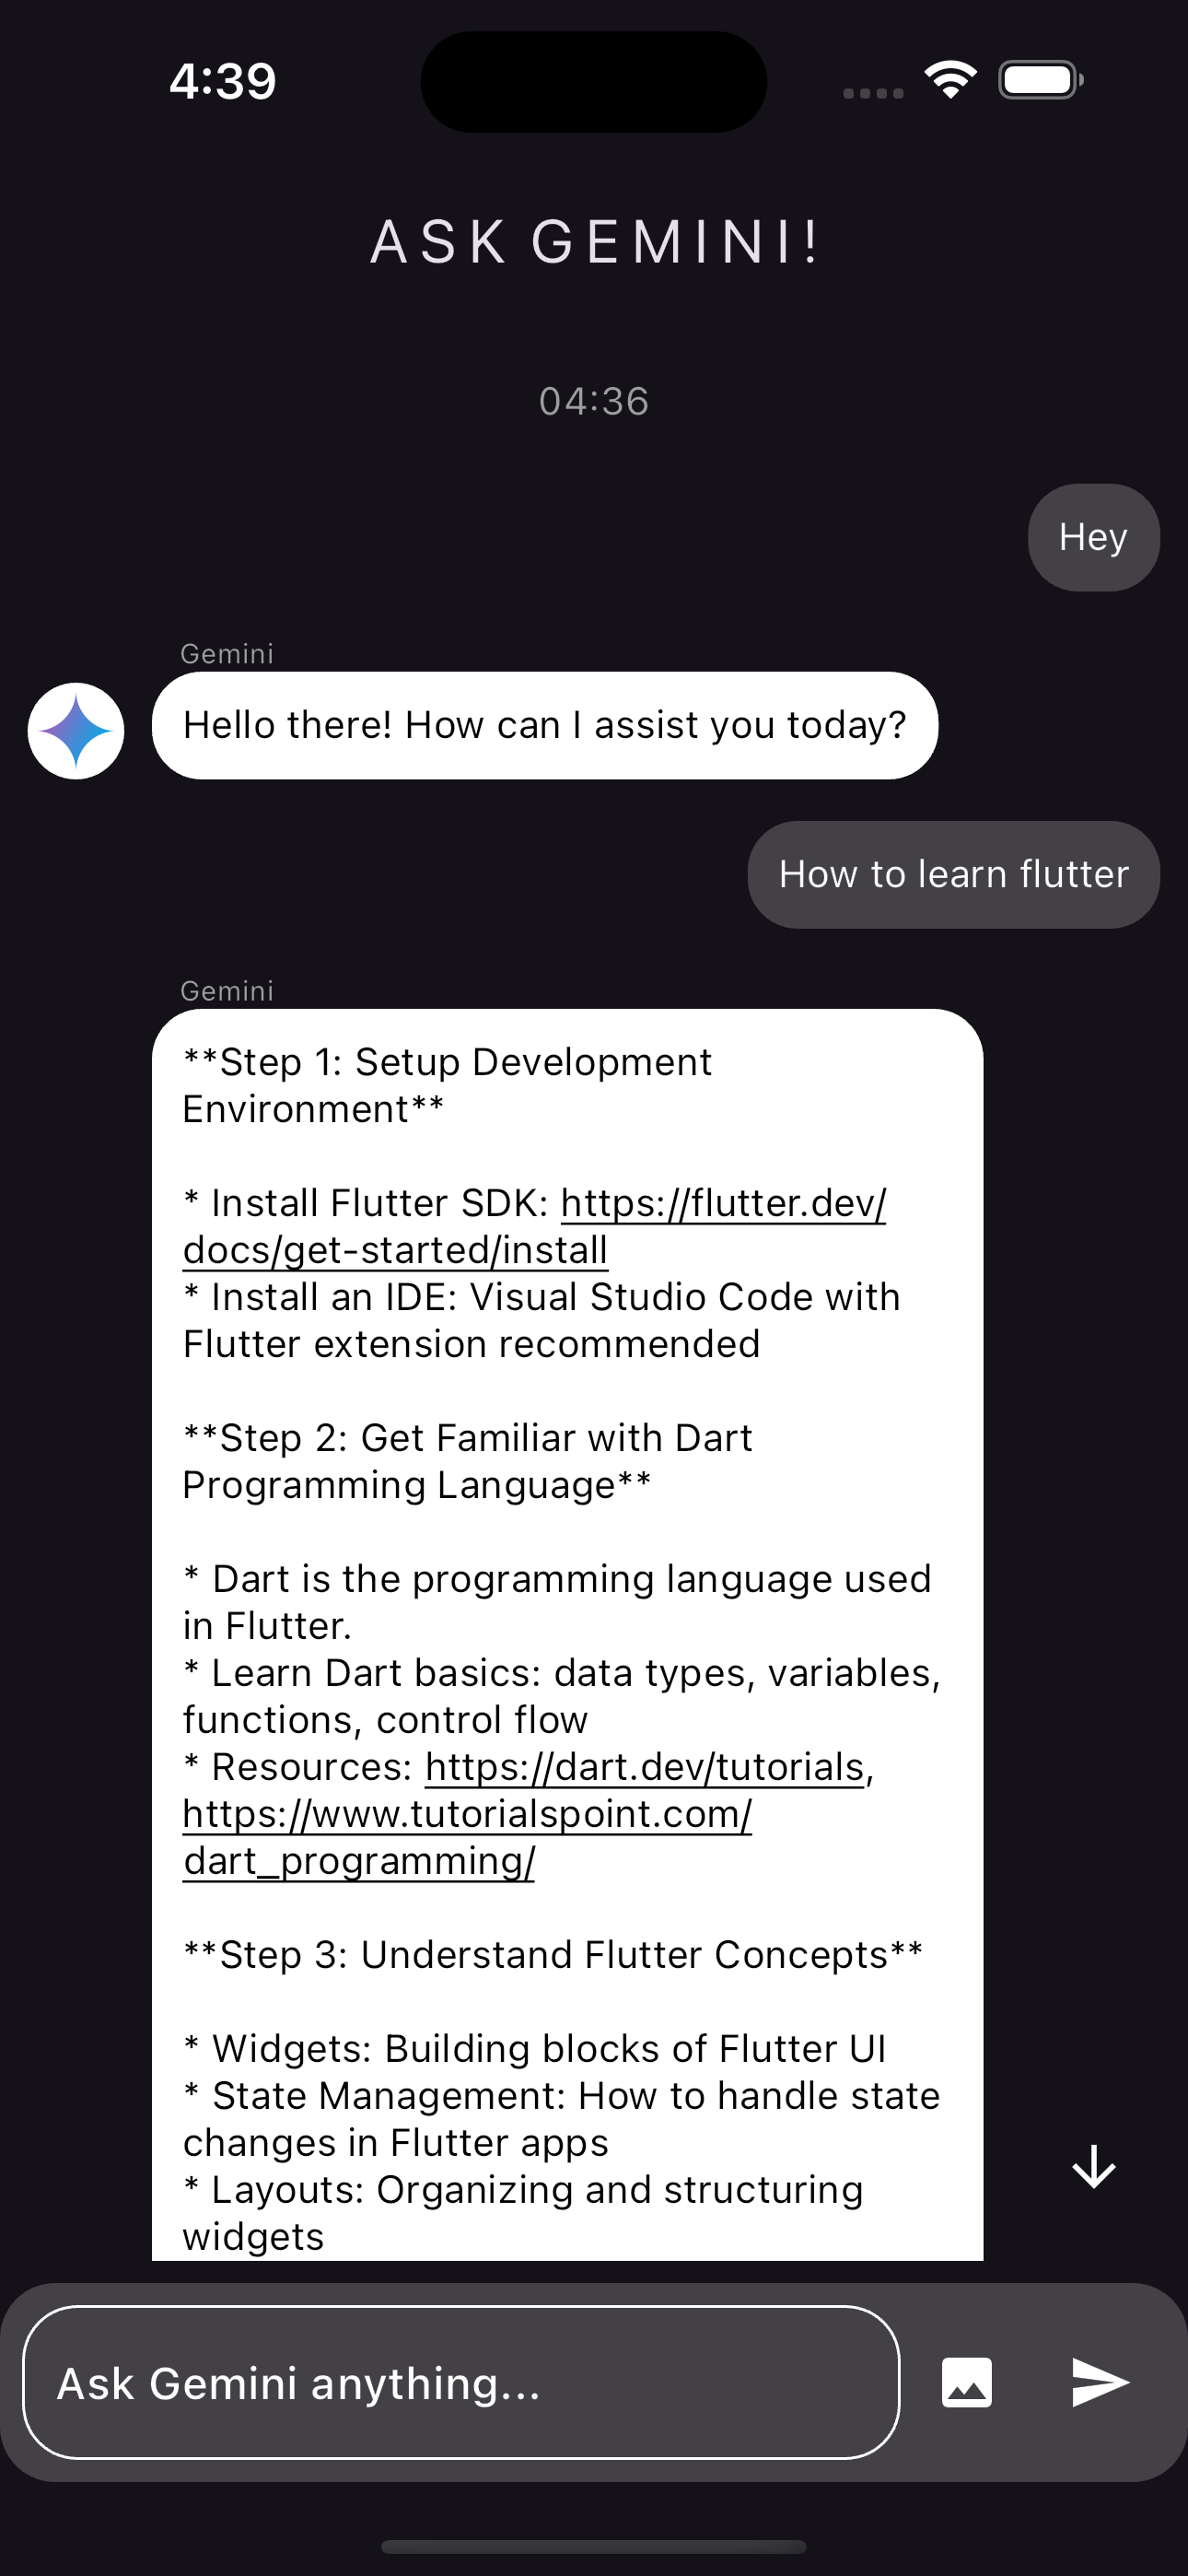 4:39
ASK GEMINI!
04:36
Hey
Gemini
Hello there! How can I assist you today?
How to learn flutter
Gemini
**Step 1: Setup Development
Environment**
* Install Flutter SDK: https://flutter.dev/
docs/get-started/install
* Install an IDE: Visual Studio Code with
Flutter extension recommended
**Step 2: Get Familiar with Dart
Programming Language**
* Dart is the programming language used
in Flutter.
* Learn Dart basics: data types, variables,
functions, control flow
* Resources: https://dart.dev/tutorials,
https://www.tutorialspoint.com/
dart_programming/
**Step 3: Understand Flutter Concepts**
* Widgets: Building blocks of Flutter UI
* State Management: How to handle state
changes in Flutter apps
* Layouts: Organizing and structuring
widgets
Ask Gemini anything...